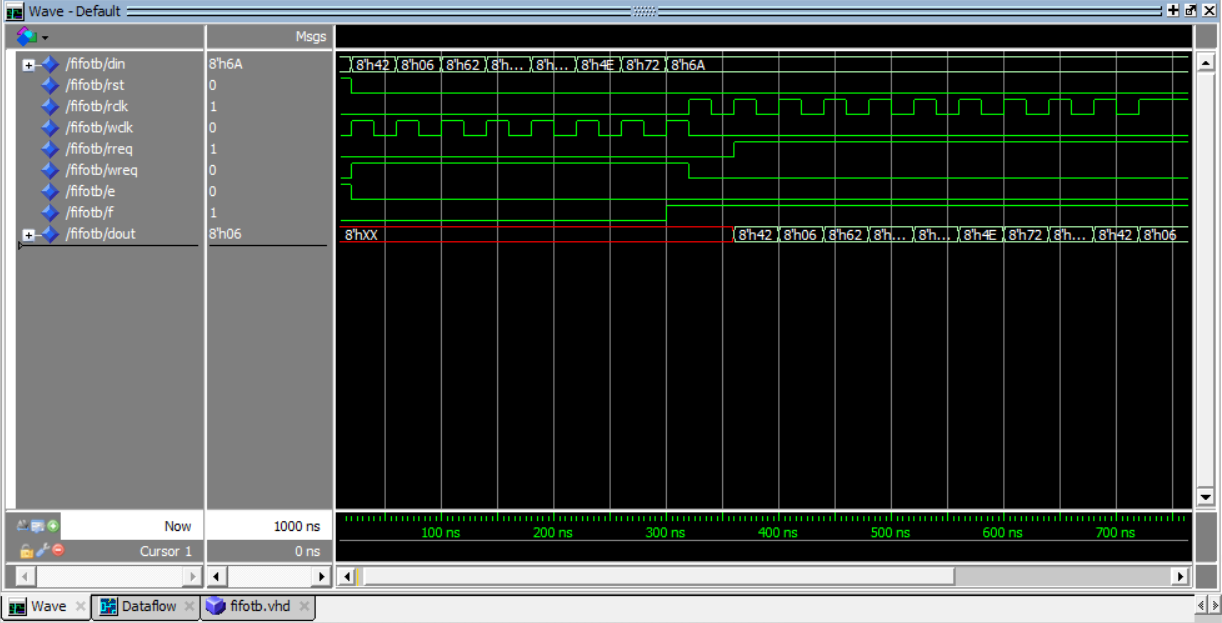 Wave - Default
Msgs
/fifotb/din 8'h6A 8'h42 8'h06 8'h62 8'h... 8'h... 8'h4E 8'h72 8'h6A
/fifotb/rst 0
/fifotb/rclk 1
/fifotb/wclk 0
/fifotb/rreq 1
/fifotb/wreq 0
/fifotb/e 0
/fifotb/f 1
/fifotb/dout 8'h06 8'hXX 8'h42 8'h06 8'h62 8'h... 8'h... 8'h4E 8'h72 8'h... 8'h42 8'h06
Now 1000 ns 100 ns 200 ns 300 ns 400 ns 500 ns 600 ns 700 ns
Cursor 1 0 ns
Wave Dataflow fifotb.vhd